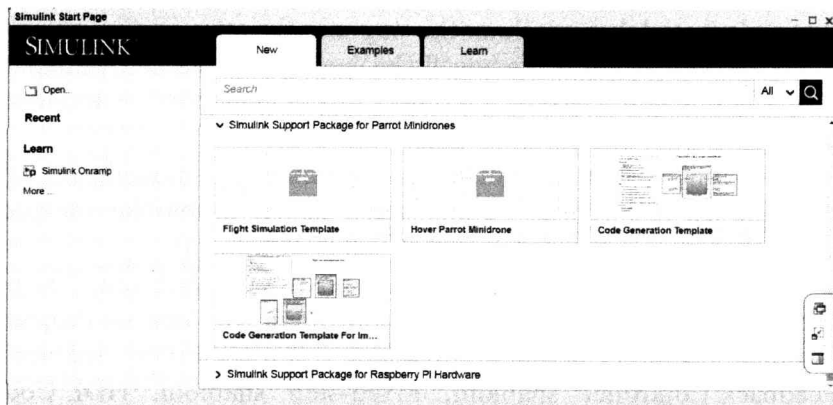 Simulink Start Page
SIMULINK
New
Examples
Learn
Open..
Recent
Learn
Simulink Onramp
More ...
Search
All
Simulink Support Package for Parrot Minidrones
Flight Simulation Template
Hover Parrot Minidrone
Code Generation Template
Code Generation Template For Im...
Simulink Support Package for Raspberry Pi Hardware